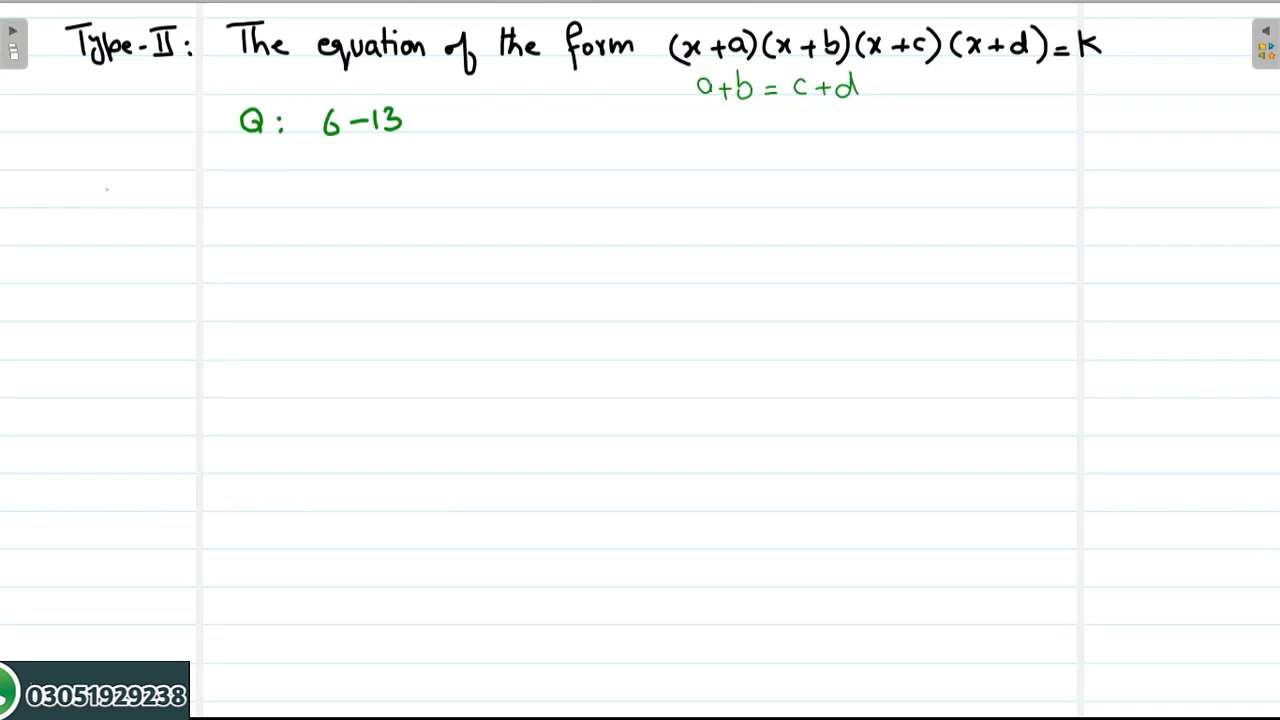 Type-II: The equation of the form (x+a)(x+b)(x+c)(x+d)=k
a+b = c+d
Q: 6-13
03051929238